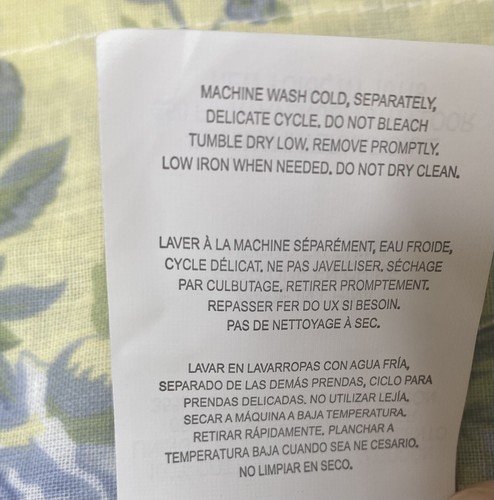 MACHINE WASH COLD, SEPARATELY,
DELICATE CYCLE. DO NOT BLEACH
TUMBLE DRY LOW. REMOVE PROMPTLY.
LOW IRON WHEN NEEDED. DO NOT DRY CLEAN.
LAVER À LA MACHINE SÉPARÉMENT, EAU FROIDE,
CYCLE DÉLICAT. NE PAS JAVELLISER. SÉCHAGE
PAR CULBUTAGE. RETIRER PROMPTEMENT.
REPASSER FER DO UX SI BESOIN.
PAS DE NETTOYAGE À SEC.
LAVAR EN LAVARROPAS CON AGUA FRÍA,
SEPARADO DE LAS DEMÁS PRENDAS, CICLO PARA
PRENDAS DELICADAS. NO UTILIZAR LEJÍA.
SECAR A MÁQUINA A BAJA TEMPERATURA.
RETIRAR RÁPIDAMENTE. PLANCHAR A
TEMPERATURA BAJA CUANDO SEA NE CESARIO.
NO LIMPIAR EN SECO.